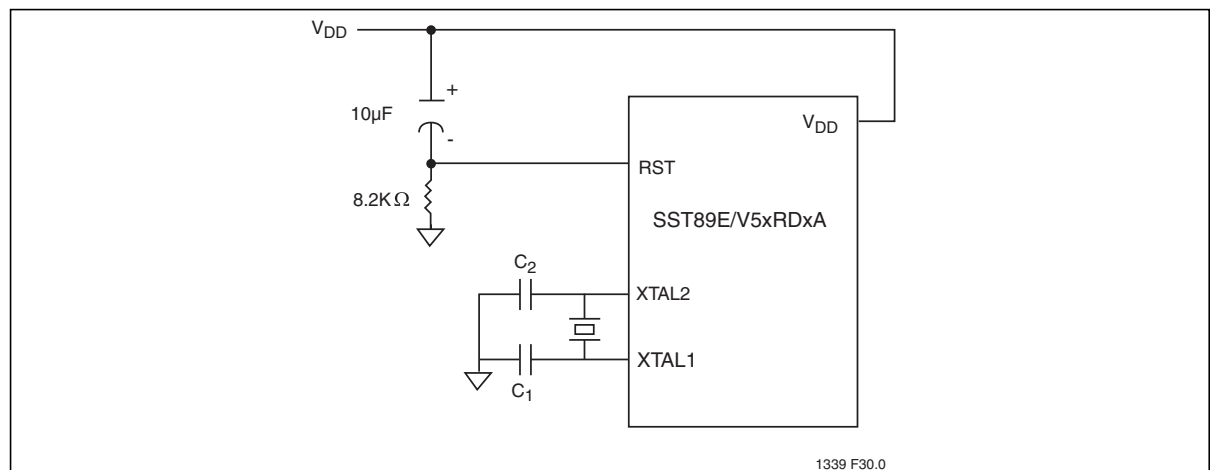 VDD
+
10µF
VDD
-
RST
8.2KΩ
SST89E/V5xRDxA
C2
XTAL2
XTAL1
C1
1339 F30.0